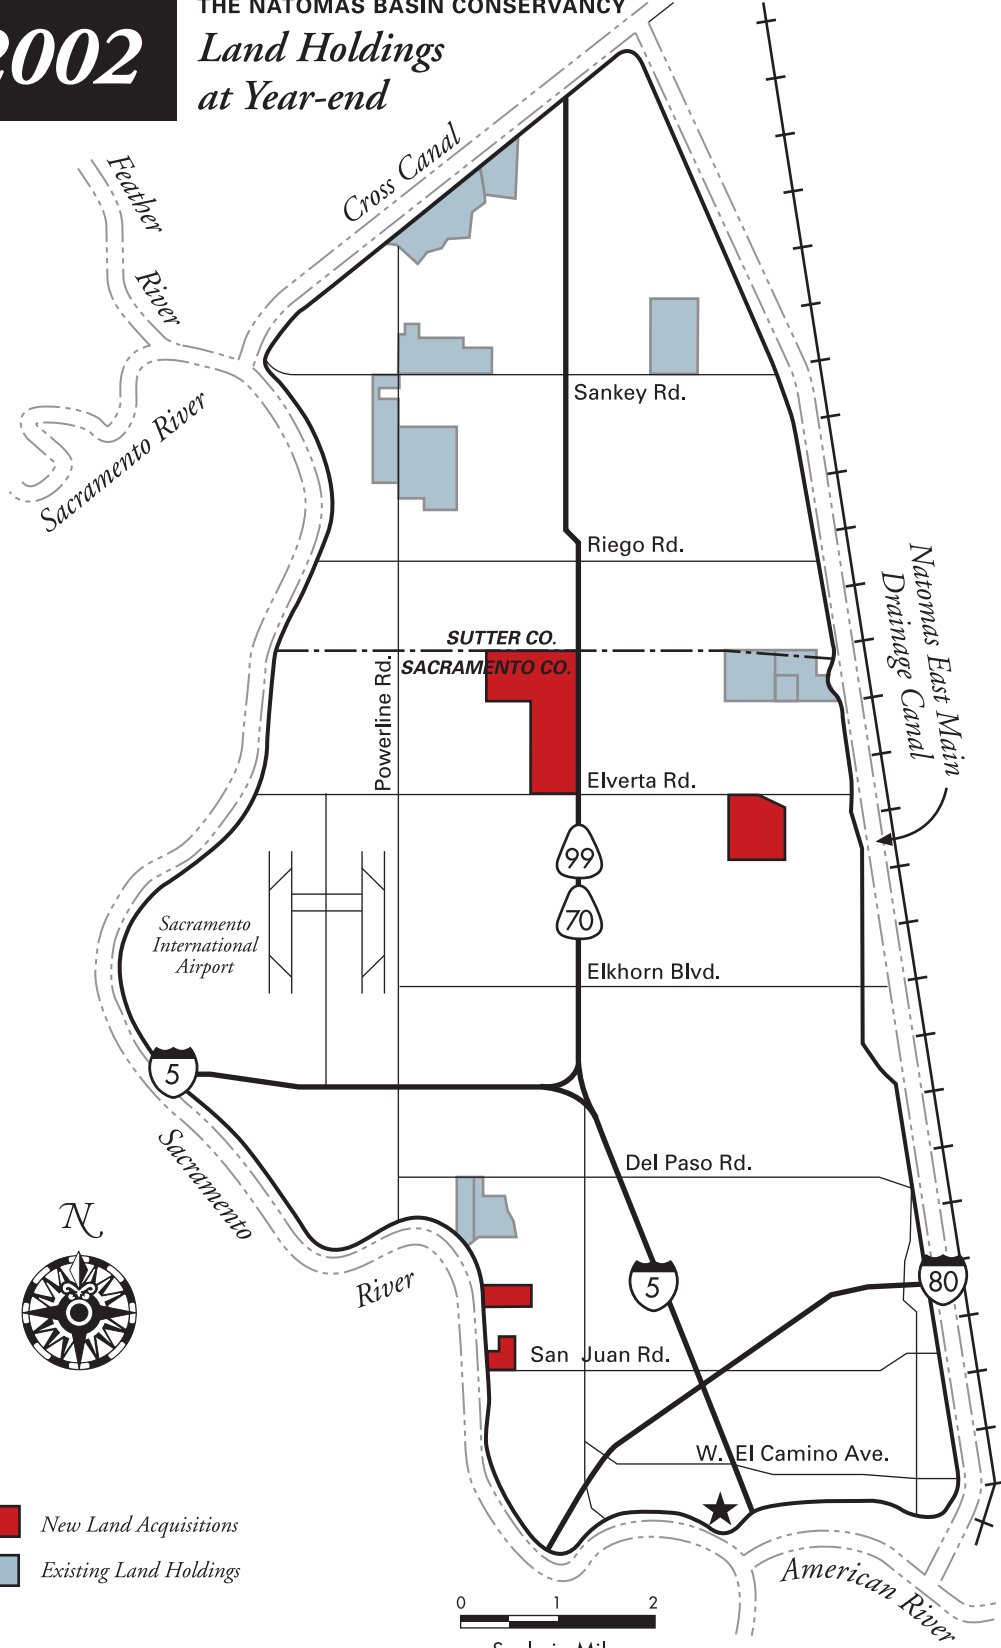 2002
THE NATOMAS BASIN CONSERVANCY
Land Holdings
at Year-end
Cross Canal
Feather
River
Sacramento River
Sankey Rd.
Riego Rd.
SUTTER CO.
SACRAMENTO CO.
Powerline Rd.
Natomas East Main
Drainage Canal
Elverta Rd.
99
70
Sacramento
International
Airport
Elkhorn Blvd.
5
Sacramento
River
Del Paso Rd.
N
5
80
San Juan Rd.
W. El Camino Ave.
New Land Acquisitions
Existing Land Holdings
American River
0 1 2